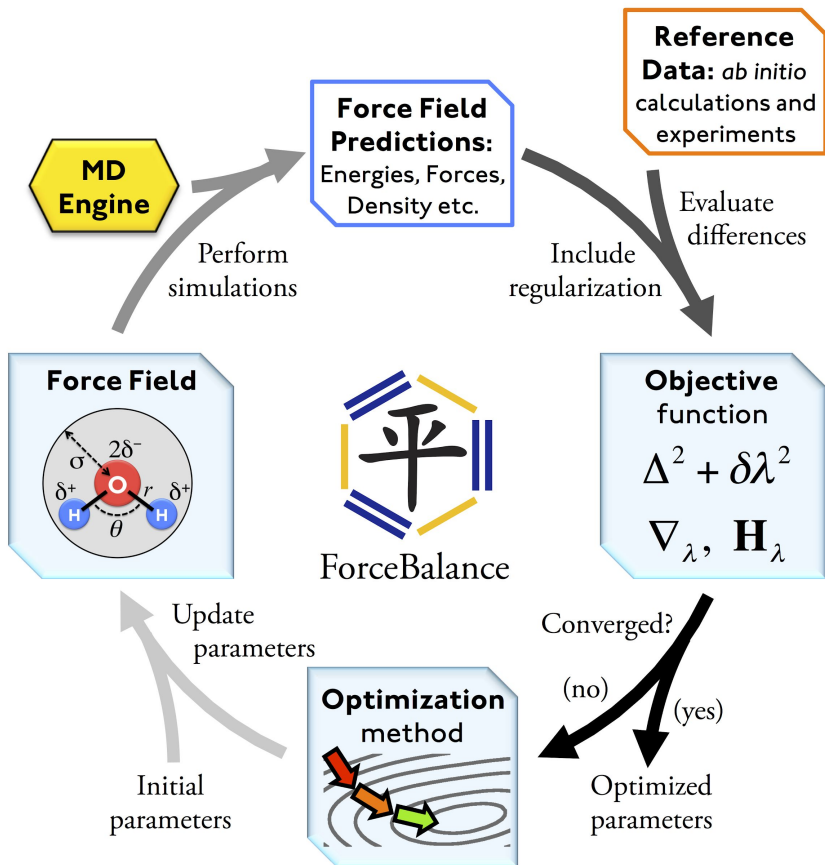 Reference
Data: ab initio
calculations and
experiments
Force Field
Predictions:
Energies, Forces,
Density etc.
MD
Engine
Perform
simulations
Include
regularization
Evaluate
differences
Force Field
σ
2δ⁻
δ⁺
O
r
δ⁺
H
θ
H
平
ForceBalance
Objective
function
Δ² + δλ²
∇λ, Hλ
Converged?
(no)
(yes)
Optimized
parameters
Optimization
method
Update
parameters
Initial
parameters